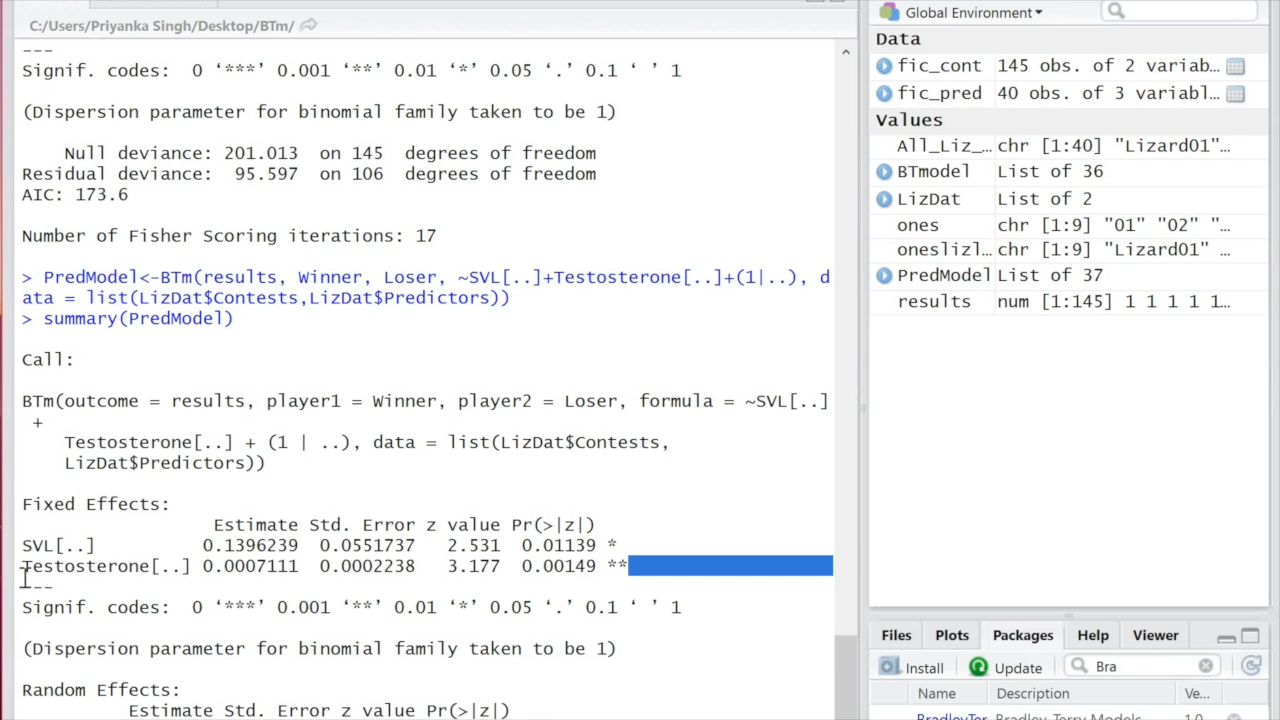 C:/Users/Priyanka Singh/Desktop/BTm/
---
Signif. codes:  0 ‘***’ 0.001 ‘**’ 0.01 ‘*’ 0.05 ‘.’ 0.1 ‘ ’ 1
(Dispersion parameter for binomial family taken to be 1)
Null deviance: 201.013  on 145  degrees of freedom
Residual deviance:  95.597  on 106  degrees of freedom
AIC: 173.6
Number of Fisher Scoring iterations: 17
> PredModel<-BTm(results, Winner, Loser, ~SVL[..]+Testosterone[..]+(1|..), d
ata = list(LizDat$Contests,LizDat$Predictors))
> summary(PredModel)
Call:
BTm(outcome = results, player1 = Winner, player2 = Loser, formula = ~SVL[..]
+
Testosterone[..] + (1 | ..), data = list(LizDat$Contests,
LizDat$Predictors))
Fixed Effects:
Estimate Std. Error z value Pr(>|z|)
SVL[..] 0.1396239 0.0551737 2.531 0.01139 *
Testosterone[..] 0.0007111 0.0002238 3.177 0.00149 **
---
Signif. codes:  0 ‘***’ 0.001 ‘**’ 0.01 ‘*’ 0.05 ‘.’ 0.1 ‘ ’ 1
(Dispersion parameter for binomial family taken to be 1)
Random Effects:
Estimate Std. Error z value Pr(>|z|)
Global Environment
Data
fic_cont 145 obs. of 2 variab…
fic_pred 40 obs. of 3 variabl…
Values
All_Liz_… chr [1:40] "Lizard01"…
BTmodel List of 36
LizDat List of 2
ones chr [1:9] "01" "02" "…
oneslizl… chr [1:9] "Lizard01" …
PredModel List of 37
results num [1:145] 1 1 1 1 1…
Files Plots Packages Help Viewer
Install Update Bra
Name Description Ve…
BradleyTer Bradley-Terry Models 1.0